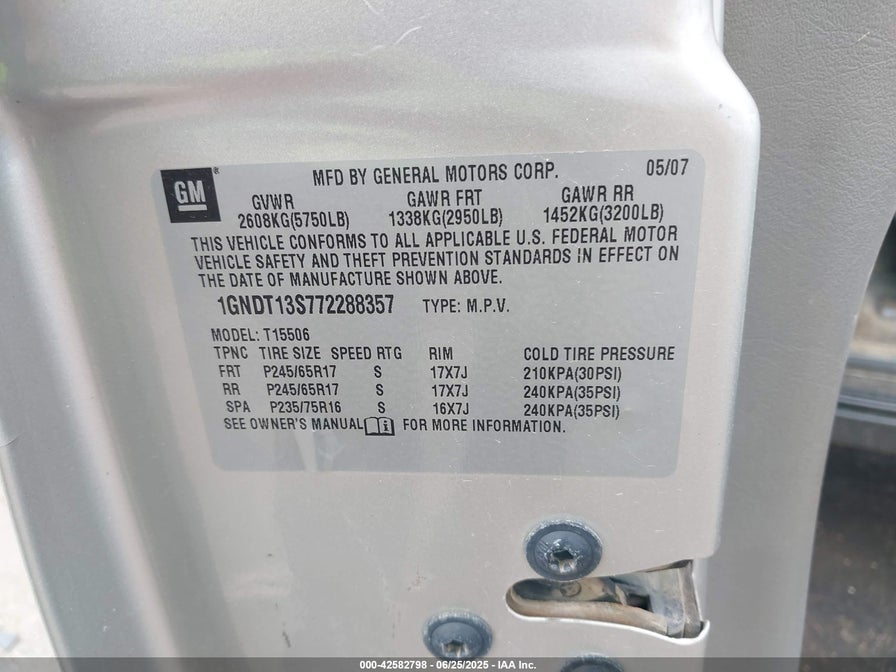 GM
MFD BY GENERAL MOTORS CORP. 05/07
GVWR GAWR FRT GAWR RR
2608KG(5750LB) 1338KG(2950LB) 1452KG(3200LB)
THIS VEHICLE CONFORMS TO ALL APPLICABLE U.S. FEDERAL MOTOR
VEHICLE SAFETY AND THEFT PREVENTION STANDARDS IN EFFECT ON
THE DATE OF MANUFACTURE SHOWN ABOVE.
1GNDT13S772288357 TYPE: M.P.V.
MODEL: T15506
TPNC TIRE SIZE SPEED RTG RIM COLD TIRE PRESSURE
FRT P245/65R17 S 17X7J 210KPA(30PSI)
RR P245/65R17 S 17X7J 240KPA(35PSI)
SPA P235/75R16 S 16X7J 240KPA(35PSI)
SEE OWNER'S MANUAL FOR MORE INFORMATION.
000-42582798 - 06/25/2025 - IAA Inc.